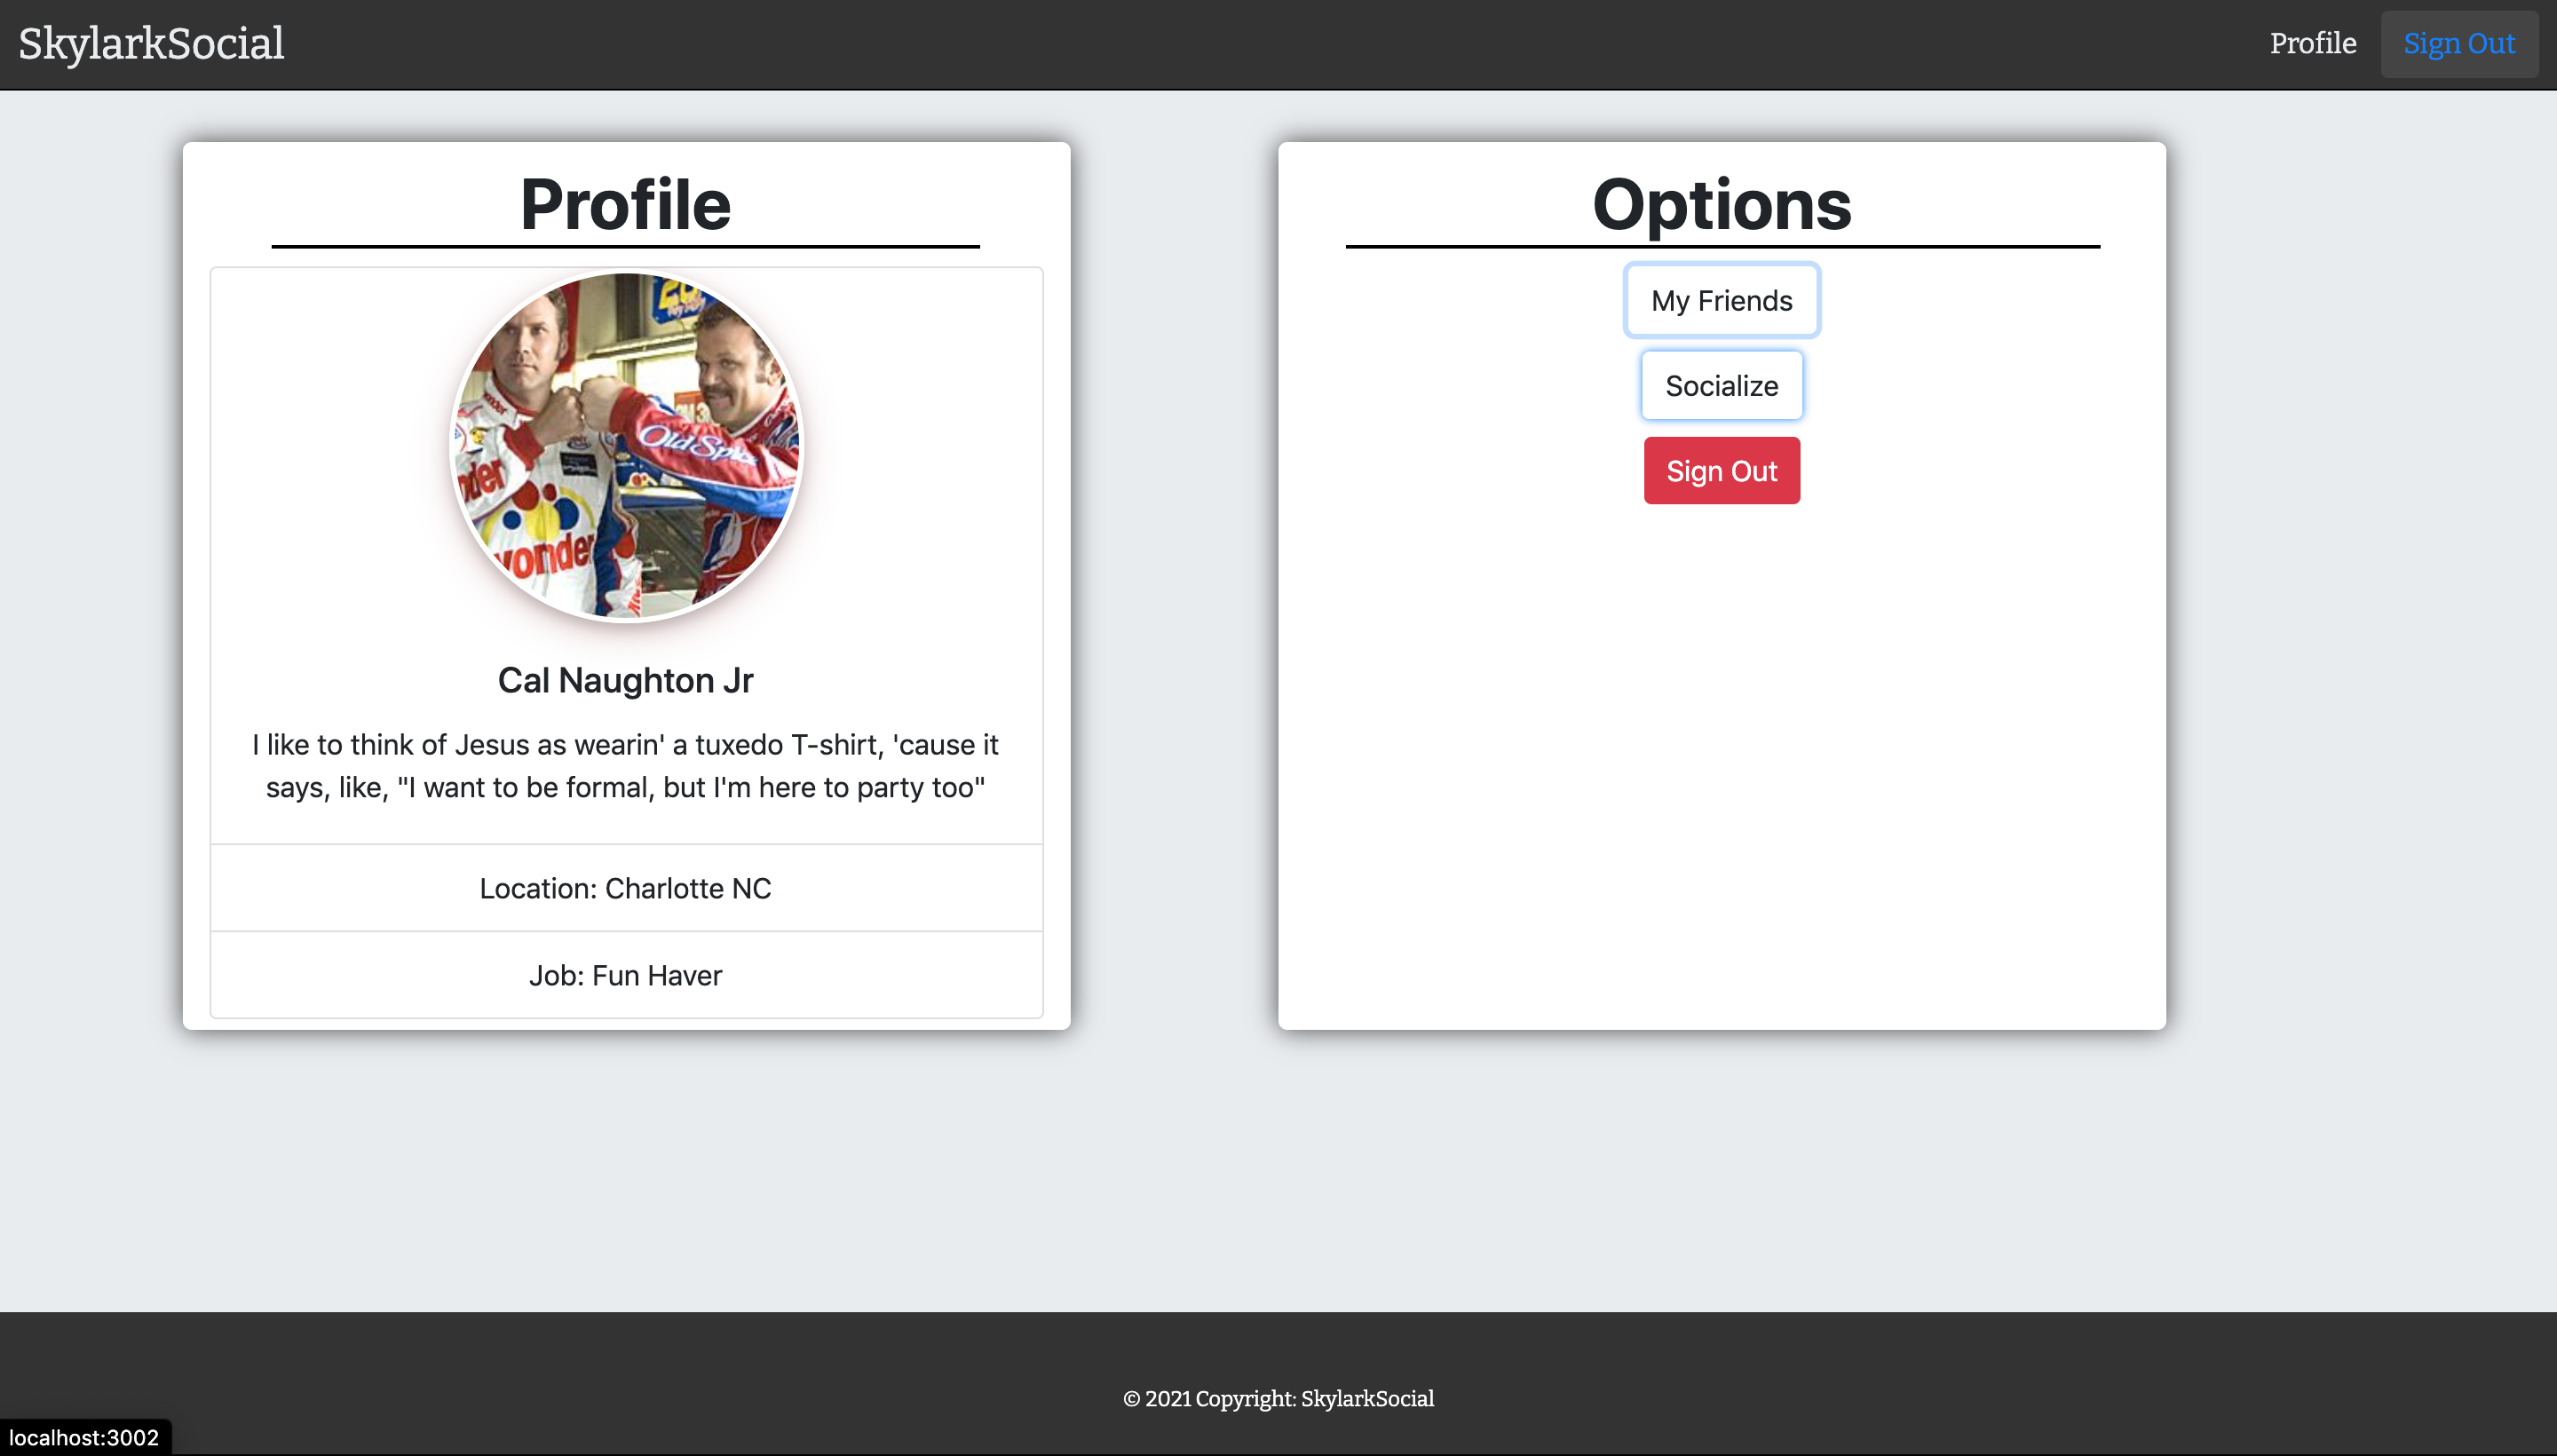 SkylarkSocial
Profile
Sign Out
Profile
20
Old Spice
wonder
Cal Naughton Jr
I like to think of Jesus as wearin' a tuxedo T-shirt, 'cause it
says, like, "I want to be formal, but I'm here to party too"
Location: Charlotte NC
Job: Fun Haver
Options
My Friends
Socialize
Sign Out
© 2021 Copyright: SkylarkSocial
localhost:3002